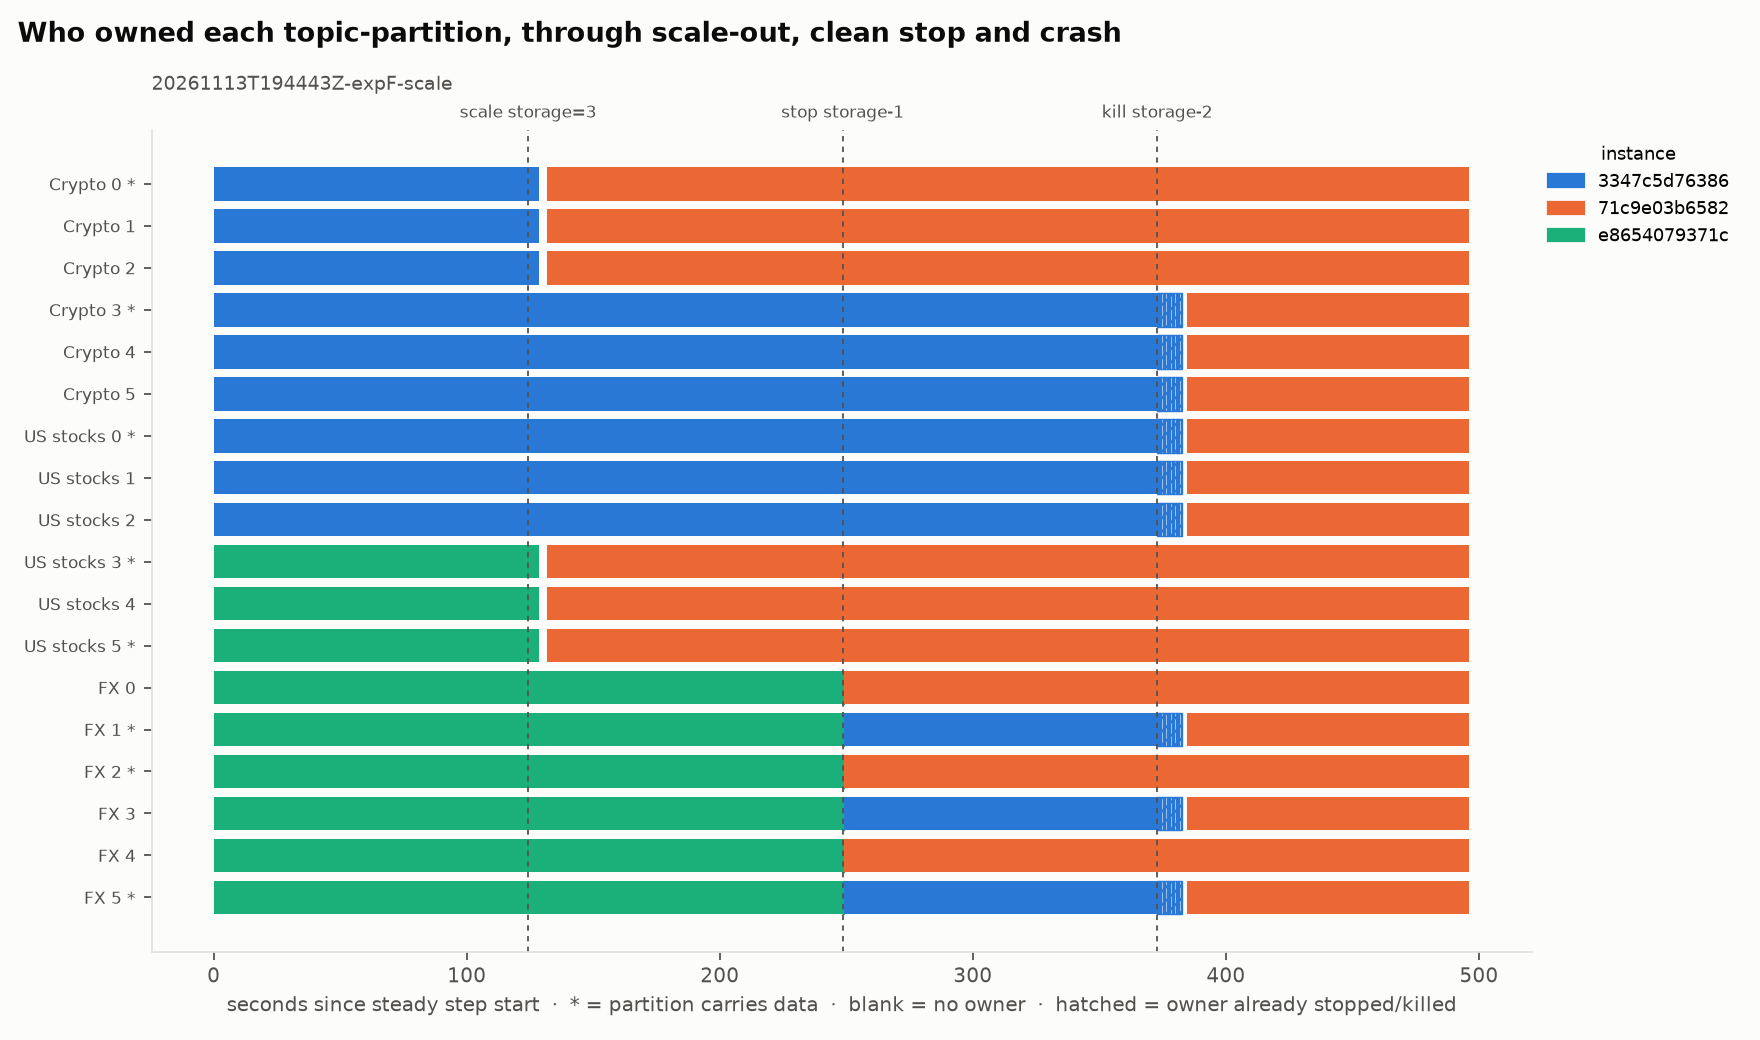 Who owned each topic-partition, through scale-out, clean stop and crash
20261113T194443Z-expF-scale
scale storage=3
stop storage-1
kill storage-2
instance
3347c5d76386
71c9e03b6582
e8654079371c
Crypto 0 *
Crypto 1
Crypto 2
Crypto 3 *
Crypto 4
Crypto 5
US stocks 0 *
US stocks 1
US stocks 2
US stocks 3 *
US stocks 4
US stocks 5 *
FX 0
FX 1 *
FX 2 *
FX 3
FX 4
FX 5 *
0
100
200
300
400
500
seconds since steady step start · * = partition carries data · blank = no owner · hatched = owner already stopped/killed